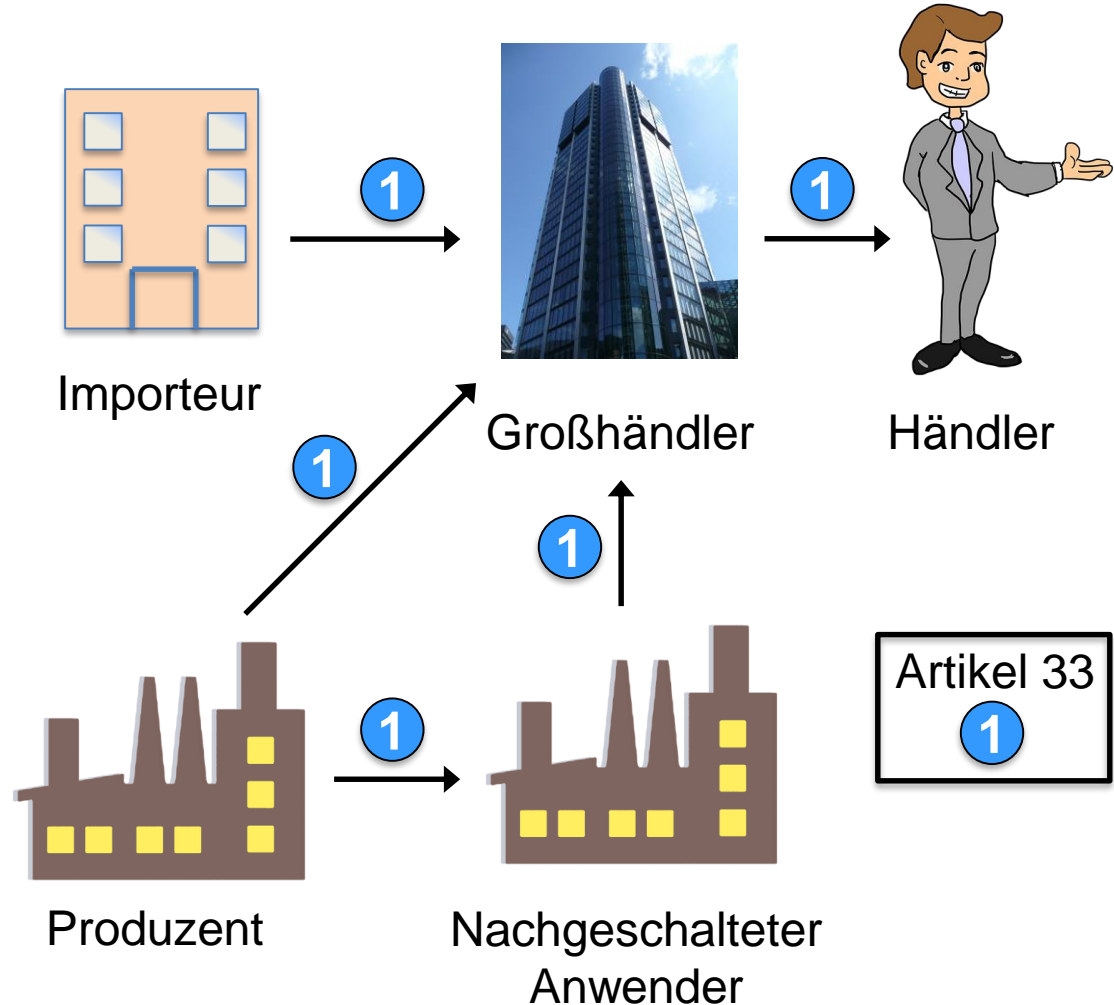 1
1
Importeur
Großhändler
Händler
1
1
Artikel 33
1
1
Produzent
Nachgeschalteter
Anwender